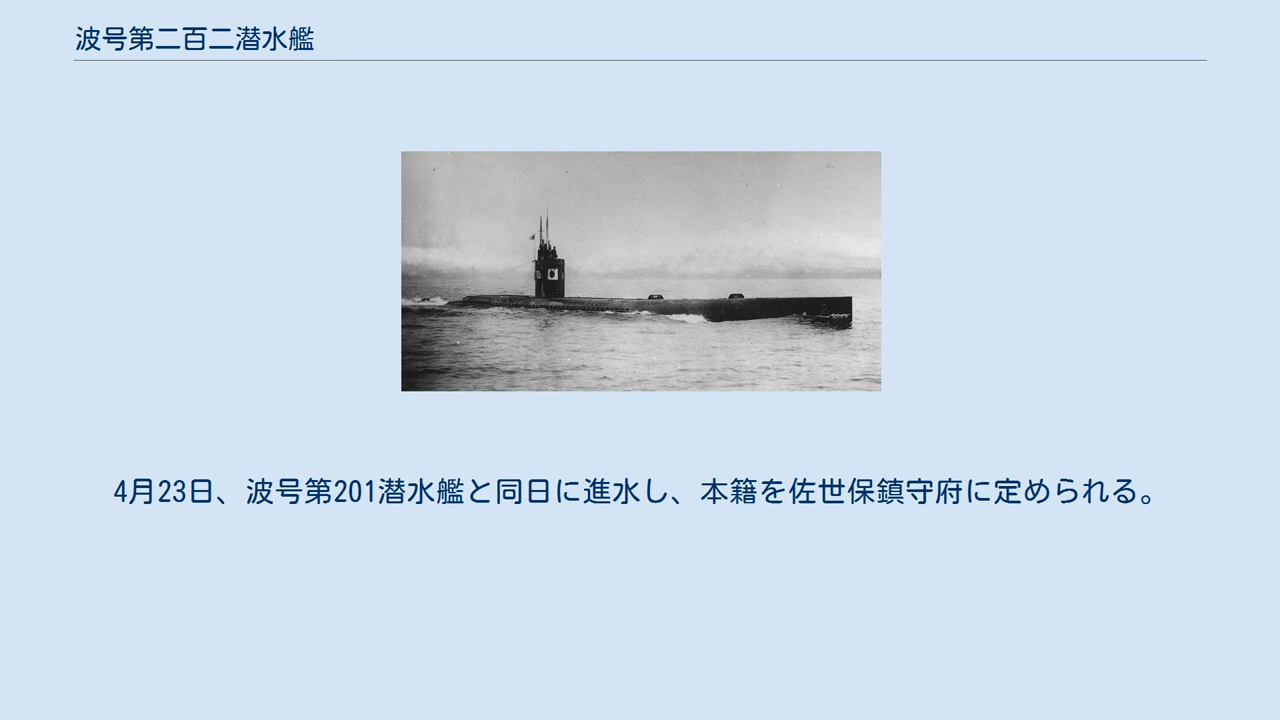 波号第二百二潜水艦
4月23日、波号第201潜水艦と同日に進水し、本籍を佐世保鎮守府に定められる。